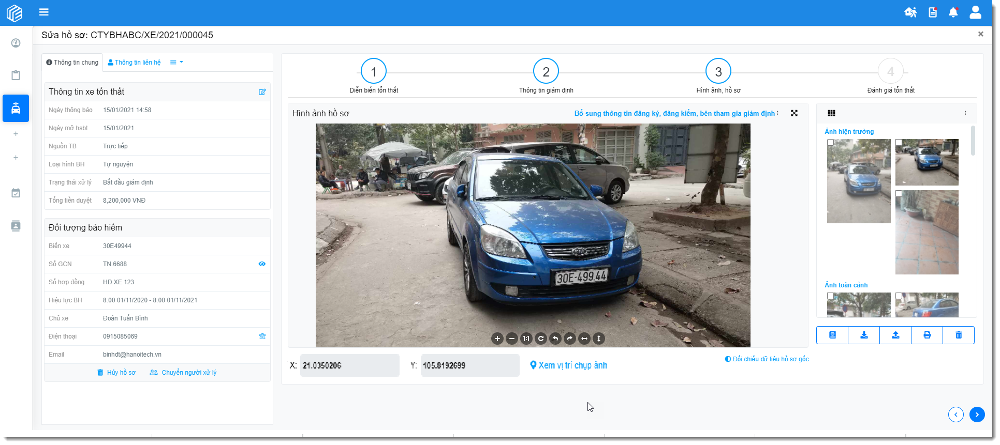 Sửa hồ sơ: CTYBHABC/XE/2021/000045
×
Thông tin chung
Thông tin liên hệ
Thông tin xe tổn thất
Ngày thông báo 15/01/2021 14:58
Ngày mở hsbt 15/01/2021
Nguồn TB Trực tiếp
Loại hình BH Tự nguyện
Trạng thái xử lý Bắt đầu giám định
Tổng tiền duyệt 8,200,000 VNĐ
Đối tượng bảo hiểm
Biển xe 30E49944
Số GCN TN.6688
Số hợp đồng HD.XE.123
Hiệu lực BH 8:00 01/11/2020 - 8:00 01/11/2021
Chủ xe Đoàn Tuấn Bình
Điện thoại 0915085069
Email binhdt@hanoitech.vn
Hủy hồ sơ
Chuyển người xử lý
1
Diễn biến tổn thất
2
Thông tin giám định
3
Hình ảnh, hồ sơ
4
Đánh giá tổn thất
Hình ảnh hồ sơ
Bổ sung thông tin đăng ký, đăng kiểm, bên tham gia giám định
KIA
30E-499.44
1:1
X: 21.0350206
Y: 105.8192699
Xem vị trí chụp ảnh
Đối chiếu dữ liệu hồ sơ gốc
Ảnh hiện trường
Ảnh toàn cảnh